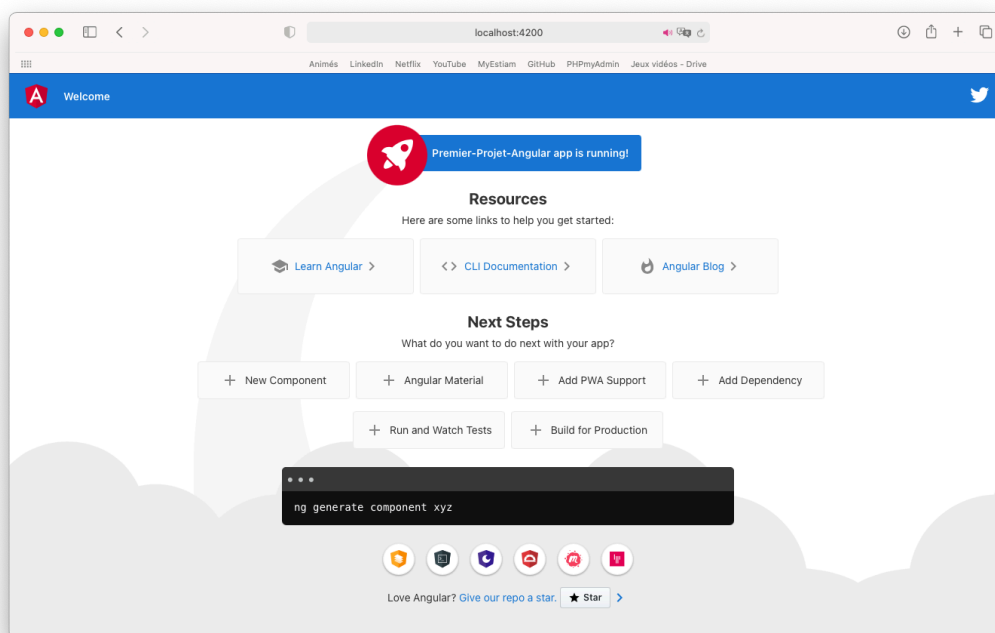 localhost:4200
Animés LinkedIn Netflix YouTube MyEstiam GitHub PHPmyAdmin Jeux vidéos - Drive
Welcome
Premier-Projet-Angular app is running!
Resources
Here are some links to help you get started:
Learn Angular CLI Documentation Angular Blog
Next Steps
What do you want to do next with your app?
New Component Angular Material Add PWA Support Add Dependency
Run and Watch Tests Build for Production
ng generate component xyz
Love Angular? Give our repo a star. Star